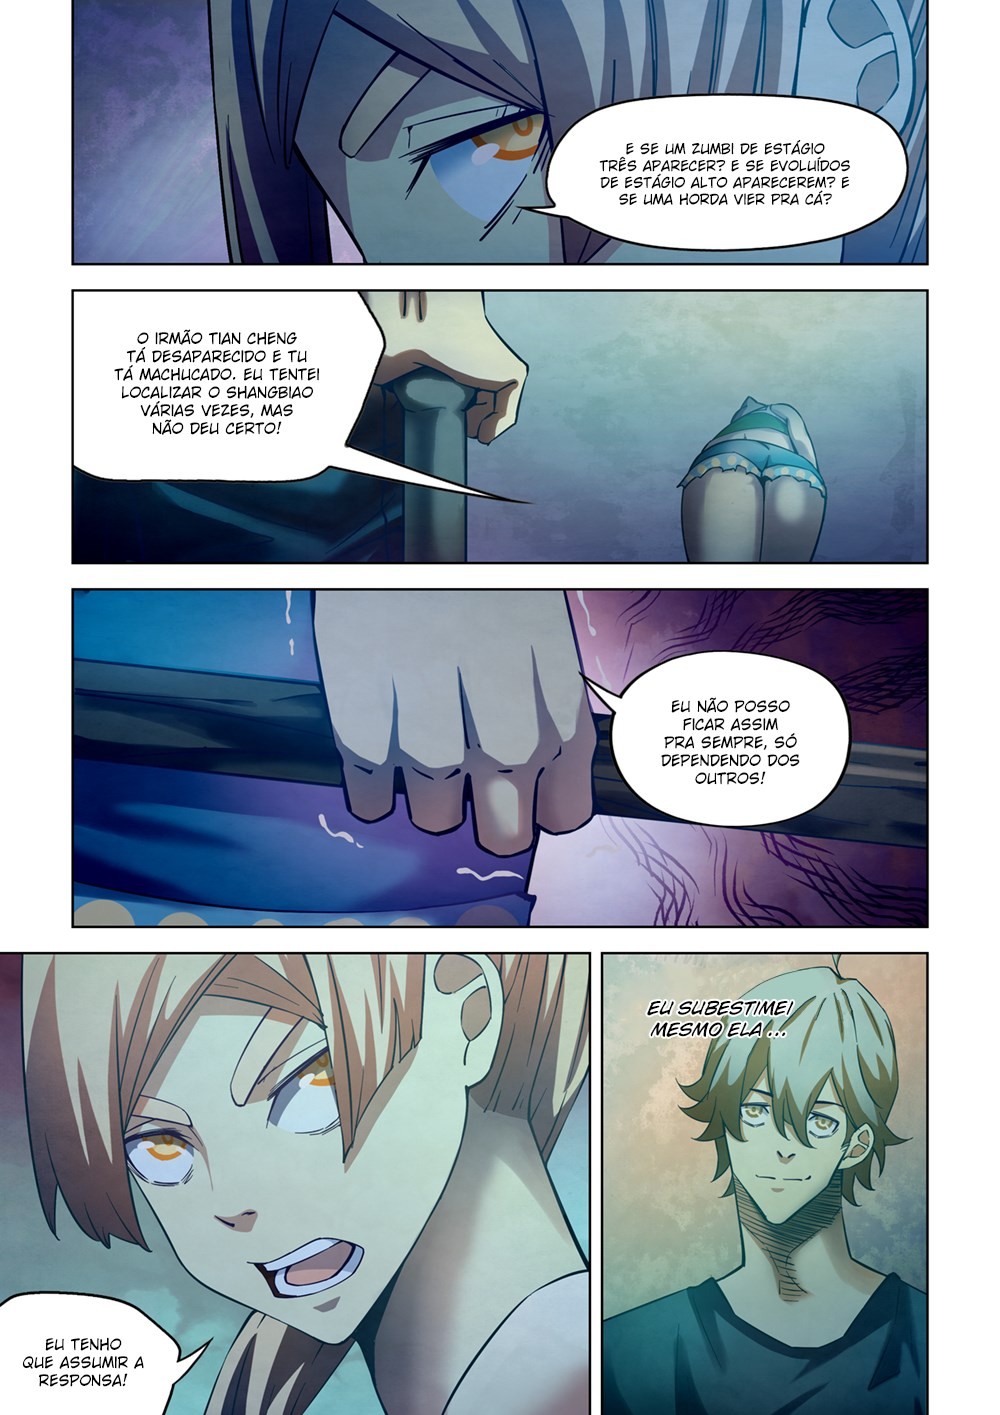 E SE UM ZUMBI DE ESTÁGIO
TRÊS APARECER? E SE EVOLUÍDOS
DE ESTÁGIO ALTO APARECEREM? E
SE UMA HORDA VIER PRA CÁ?
O IRMÃO TIAN CHENG
TÁ DESAPARECIDO E TU
TÁ MACHUCADO. EU TENTEI
LOCALIZAR O SHANGBIAO
VÁRIAS VEZES, MAS
NÃO DEU CERTO!
EU NÃO POSSO
FICAR ASSIM
PRA SEMPRE, SÓ
DEPENDENDO DOS
OUTROS!
EU SUBESTIMEI
MESMO ELA ...
EU TENHO
QUE ASSUMIR A
RESPONSA!